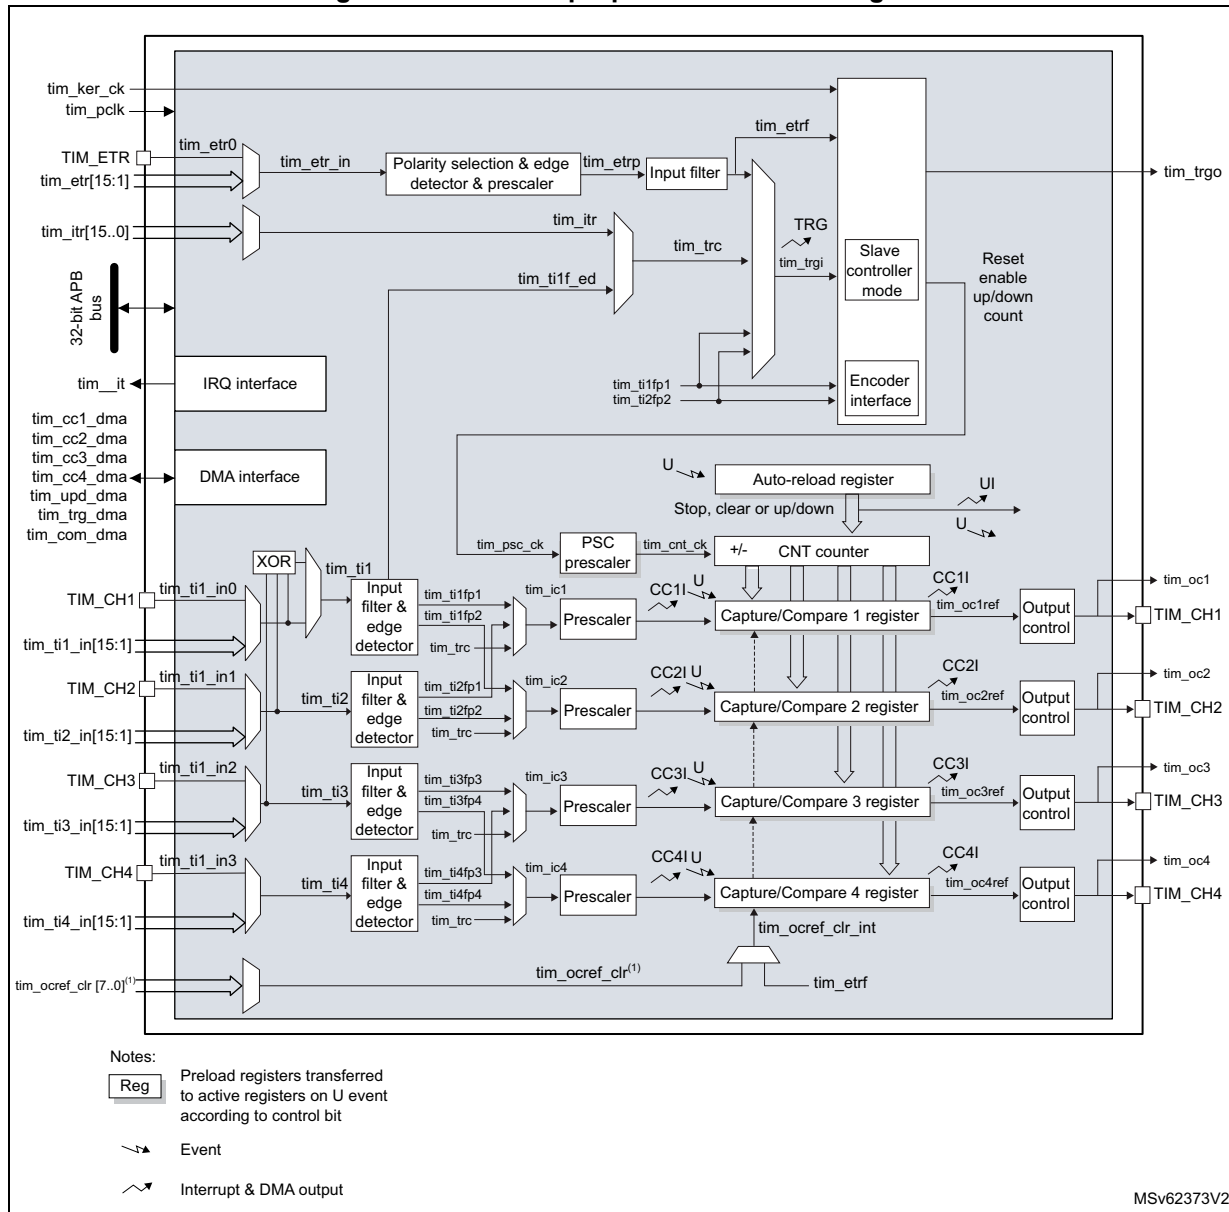 tim_ker_ck
tim_pclk
TIM_ETR
tim_etr0
tim_etr[15:1]
tim_etr_in
Polarity selection & edge
detector & prescaler
tim_etrp
Input filter
tim_etrf
tim_trgo
tim_itr[15..0]
tim_itr
tim_trc
tim_ti1f_ed
TRG
tim_trgi
Slave
controller
mode
Reset
enable
up/down
count
32-bit APB
bus
tim__it
IRQ interface
tim_ti1fp1
tim_ti2fp2
Encoder
interface
tim_cc1_dma
tim_cc2_dma
tim_cc3_dma
tim_cc4_dma
tim_upd_dma
tim_trg_dma
tim_com_dma
DMA interface
U
Auto-reload register
UI
Stop, clear or up/down
U
tim_psc_ck
PSC
prescaler
tim_cnt_ck
+/-
CNT counter
XOR
tim_ti1
TIM_CH1
tim_ti1_in0
tim_ti1_in[15:1]
Input
filter &
edge
detector
tim_ti1fp1
tim_ti1fp2
tim_trc
tim_ic1
Prescaler
CC1I
U
Capture/Compare 1 register
CC1I
tim_oc1ref
Output
control
tim_oc1
TIM_CH1
TIM_CH2
tim_ti1_in1
tim_ti2_in[15:1]
tim_ti2
Input
filter &
edge
detector
tim_ti2fp1
tim_ti2fp2
tim_trc
tim_ic2
Prescaler
CC2I
U
Capture/Compare 2 register
CC2I
tim_oc2ref
Output
control
tim_oc2
TIM_CH2
TIM_CH3
tim_ti1_in2
tim_ti3_in[15:1]
tim_ti3
Input
filter &
edge
detector
tim_ti3fp3
tim_ti3fp4
tim_trc
tim_ic3
Prescaler
CC3I
U
Capture/Compare 3 register
CC3I
tim_oc3ref
Output
control
tim_oc3
TIM_CH3
TIM_CH4
tim_ti1_in3
tim_ti4_in[15:1]
tim_ti4
Input
filter &
edge
detector
tim_ti4fp3
tim_ti4fp4
tim_trc
tim_ic4
Prescaler
CC4I
U
Capture/Compare 4 register
CC4I
tim_oc4ref
Output
control
tim_oc4
TIM_CH4
tim_ocref_clr_int
tim_ocref_clr [7..0](1)
tim_ocref_clr(1)
tim_etrf
Notes:
Reg
Preload registers transferred
to active registers on U event
according to control bit
Event
Interrupt & DMA output
MSv62373V2